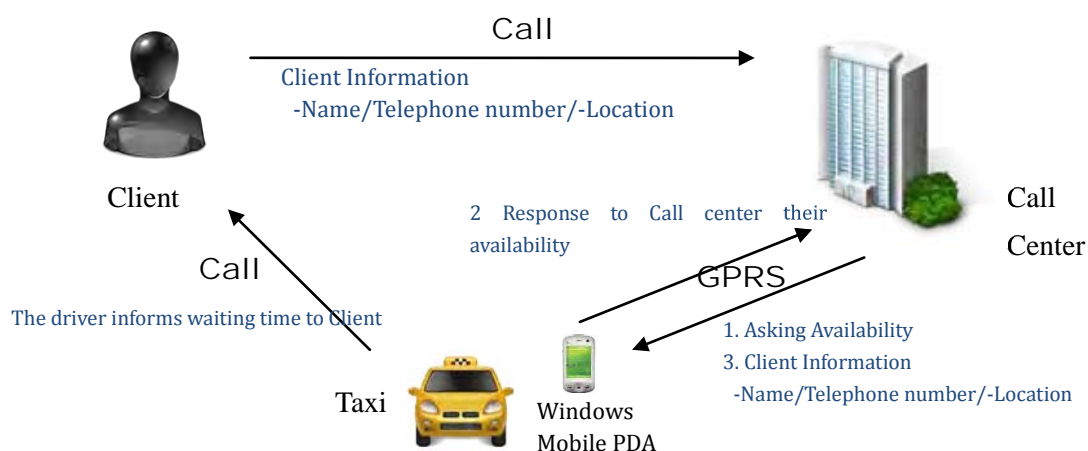 Call
Client Information
-Name/Telephone number/-Location
Client
Call
Center
2 Response to Call center their
availability
GPRS
Call
The driver informs waiting time to Client
1. Asking Availability
3. Client Information
-Name/Telephone number/-Location
Taxi
Windows
Mobile PDA